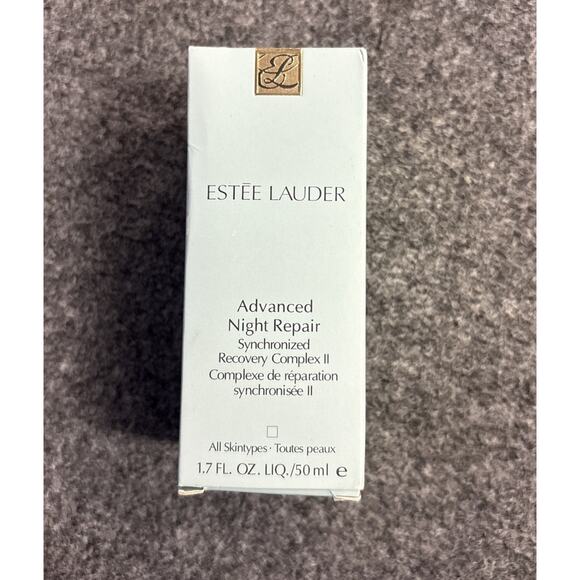 EL
ESTĒE LAUDER
Advanced
Night Repair
Synchronized
Recovery Complex II
Complexe de réparation
synchronisée II
All Skintypes · Toutes peaux
1.7 FL. OZ. LIQ./50 ml e